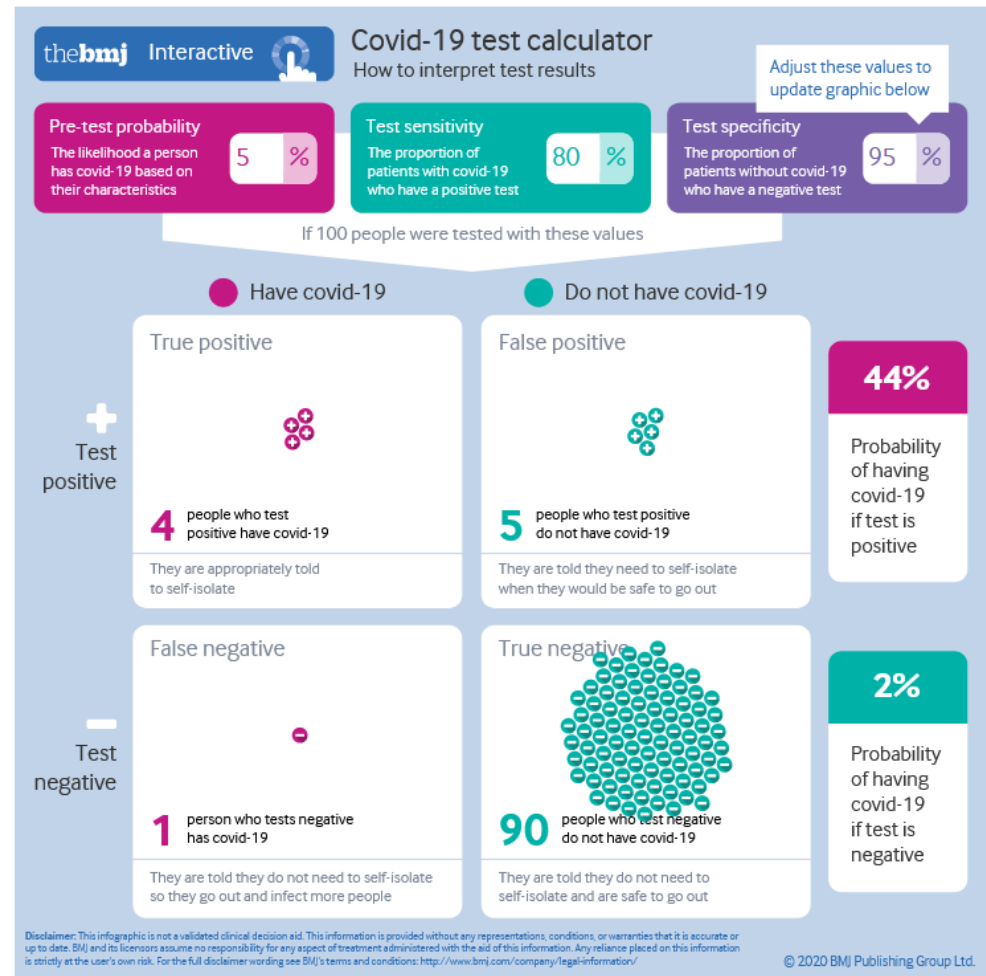 thebmj Interactive
Covid-19 test calculator
How to interpret test results
Adjust these values to
update graphic below
Pre-test probability
The likelihood a person
has covid-19 based on
their characteristics
5 %
Test sensitivity
The proportion of
patients with covid-19
who have a positive test
80 %
Test specificity
The proportion of
patients without covid-19
who have a negative test
95 %
If 100 people were tested with these values
Have covid-19
Do not have covid-19
Test
positive
True positive
4 people who test
positive have covid-19
They are appropriately told
to self-isolate
False positive
5 people who test positive
do not have covid-19
They are told they need to self-isolate
when they would be safe to go out
44%
Probability
of having
covid-19
if test is
positive
Test
negative
False negative
1 person who tests negative
has covid-19
They are told they do not need to self-isolate
so they go out and infect more people
True negative
90 people who test negative
do not have covid-19
They are told they do not need to
self-isolate and are safe to go out
2%
Probability
of having
covid-19
if test is
negative
Disclaimer: This infographic is not a validated clinical decision aid. This information is provided without any representations, conditions, or warranties that it is accurate or
up to date. BMJ and its licensors assume no responsibility for any aspect of treatment administered with the aid of this information. Any reliance placed on this information
is strictly at the user's own risk. For the full disclaimer wording see BMJ's terms and conditions: http://www.bmj.com/company/legal-information/
© 2020 BMJ Publishing Group Ltd.